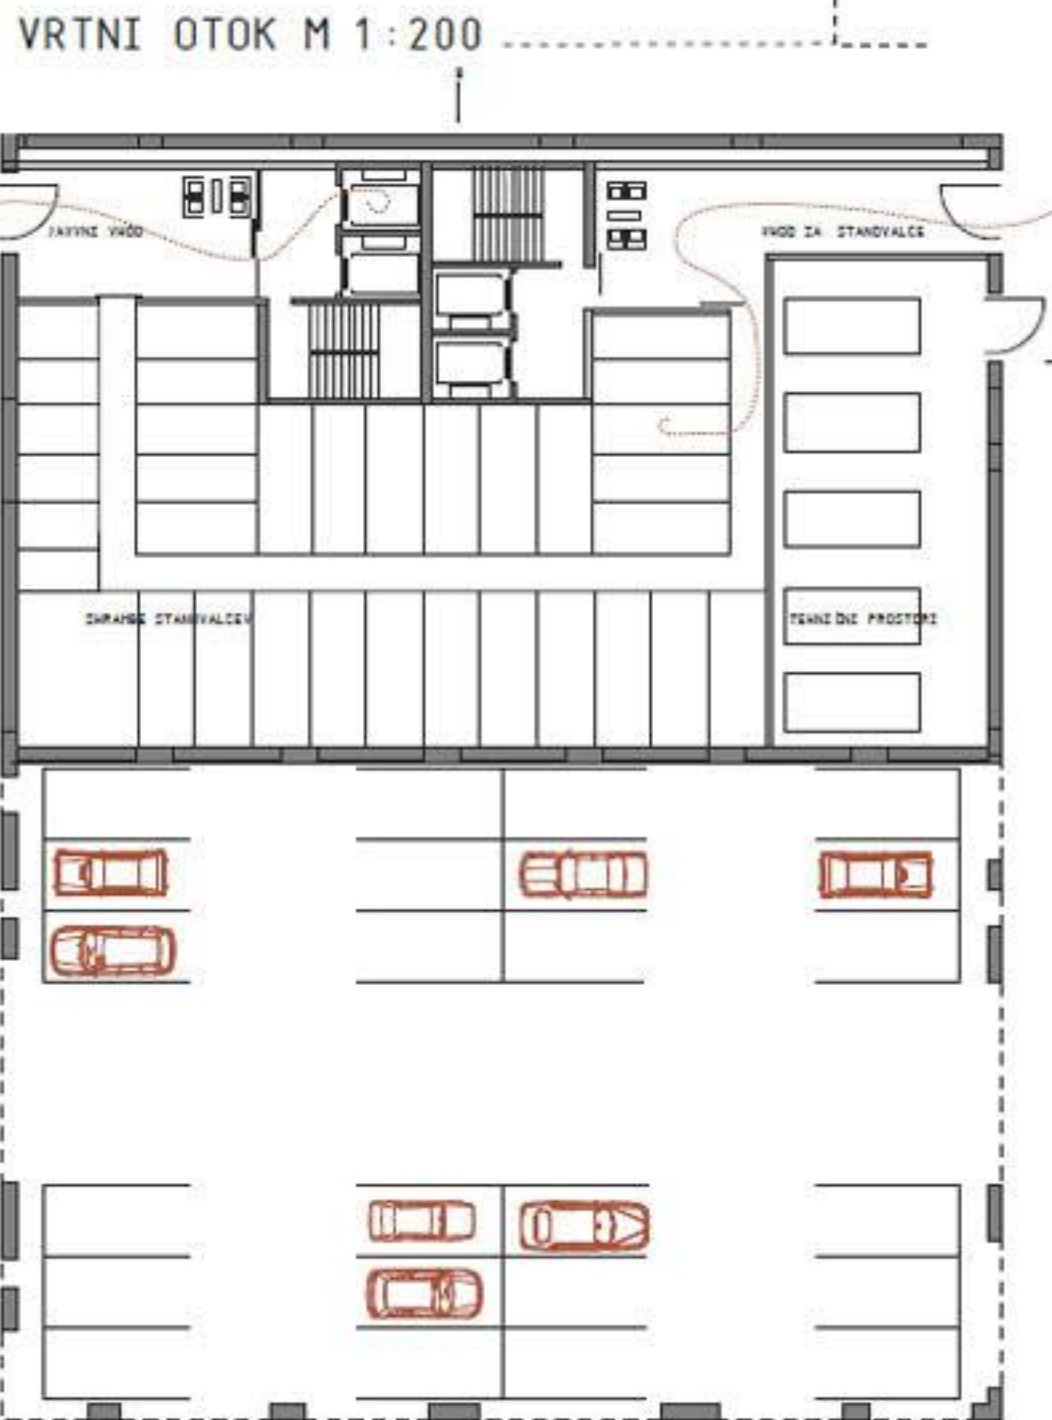 VRTNI OTOK M 1:200
JAVNI VHOD
VHOD ZA STANOVALCE
SHRAMBE STANOVALCEV
TEHNIČNI PROSTORI